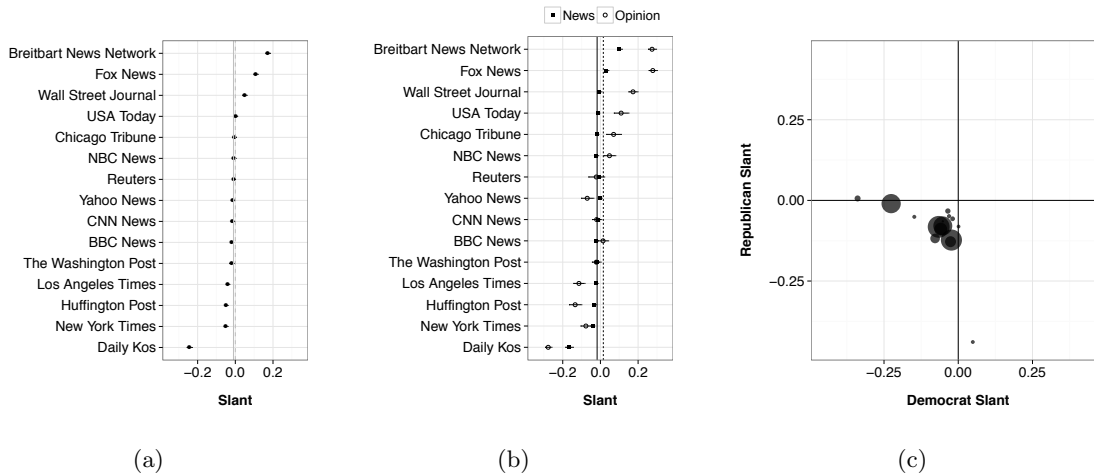 Breitbart News Network
Fox News
Wall Street Journal
USA Today
Chicago Tribune
NBC News
Reuters
Yahoo News
CNN News
BBC News
The Washington Post
Los Angeles Times
Huffington Post
New York Times
Daily Kos
−0.2 0.0 0.2
Slant
(a)
News Opinion
Breitbart News Network
Fox News
Wall Street Journal
USA Today
Chicago Tribune
NBC News
Reuters
Yahoo News
CNN News
BBC News
The Washington Post
Los Angeles Times
Huffington Post
New York Times
Daily Kos
−0.2 0.0 0.2
Slant
(b)
Republican Slant
0.25
0.00
−0.25
−0.25 0.00 0.25
Democrat Slant
(c)